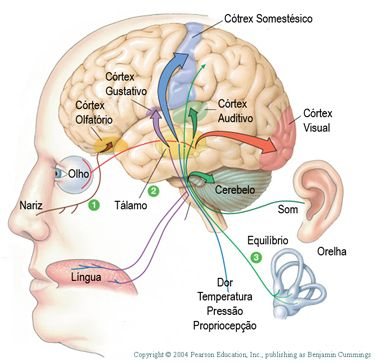 Côtrex Somestésico
Córtex
Gustativo
Córtex
Olfatório
Córtex
Auditivo
Córtex
Visual
Olho
Nariz
1
2
Tálamo
Cerebelo
Som
Orelha
Equilíbrio
3
Língua
Dor
Temperatura
Pressão
Propriocepção
Copyright © 2004 Pearson Education, Inc., publishing as Benjamin Cummings